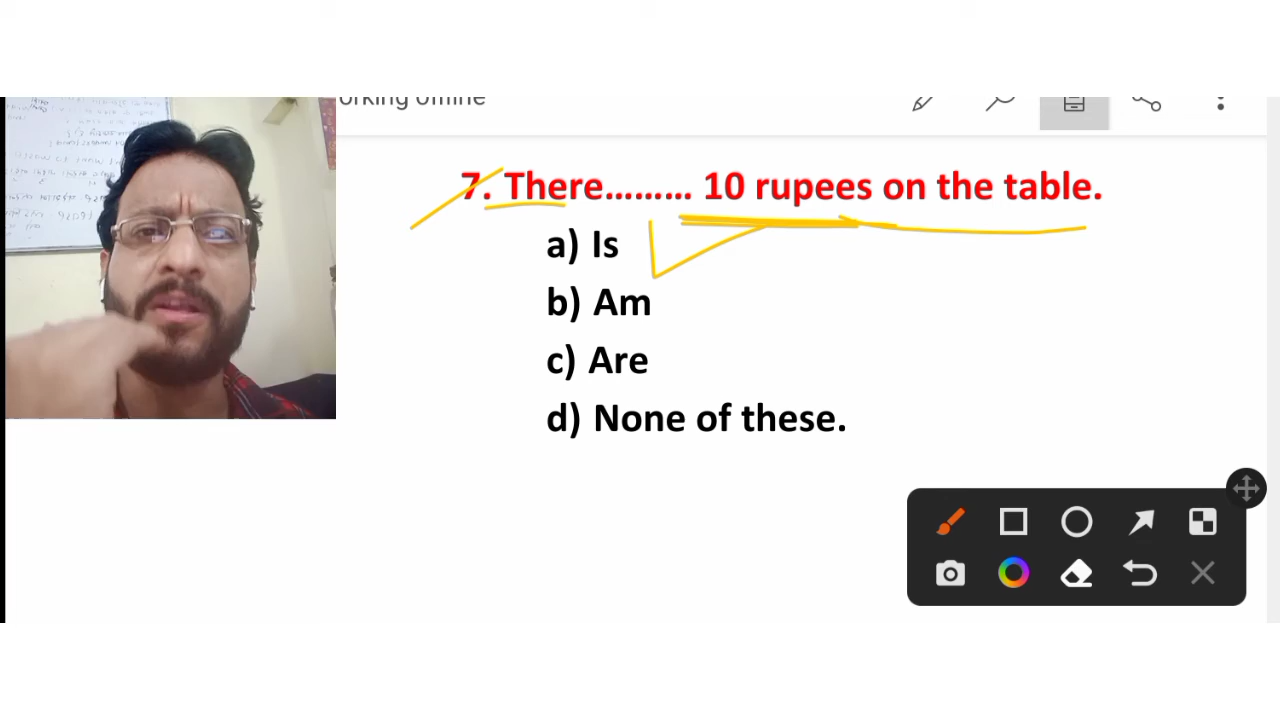 orking offline
7. There......... 10 rupees on the table.
a) Is
b) Am
c) Are
d) None of these.